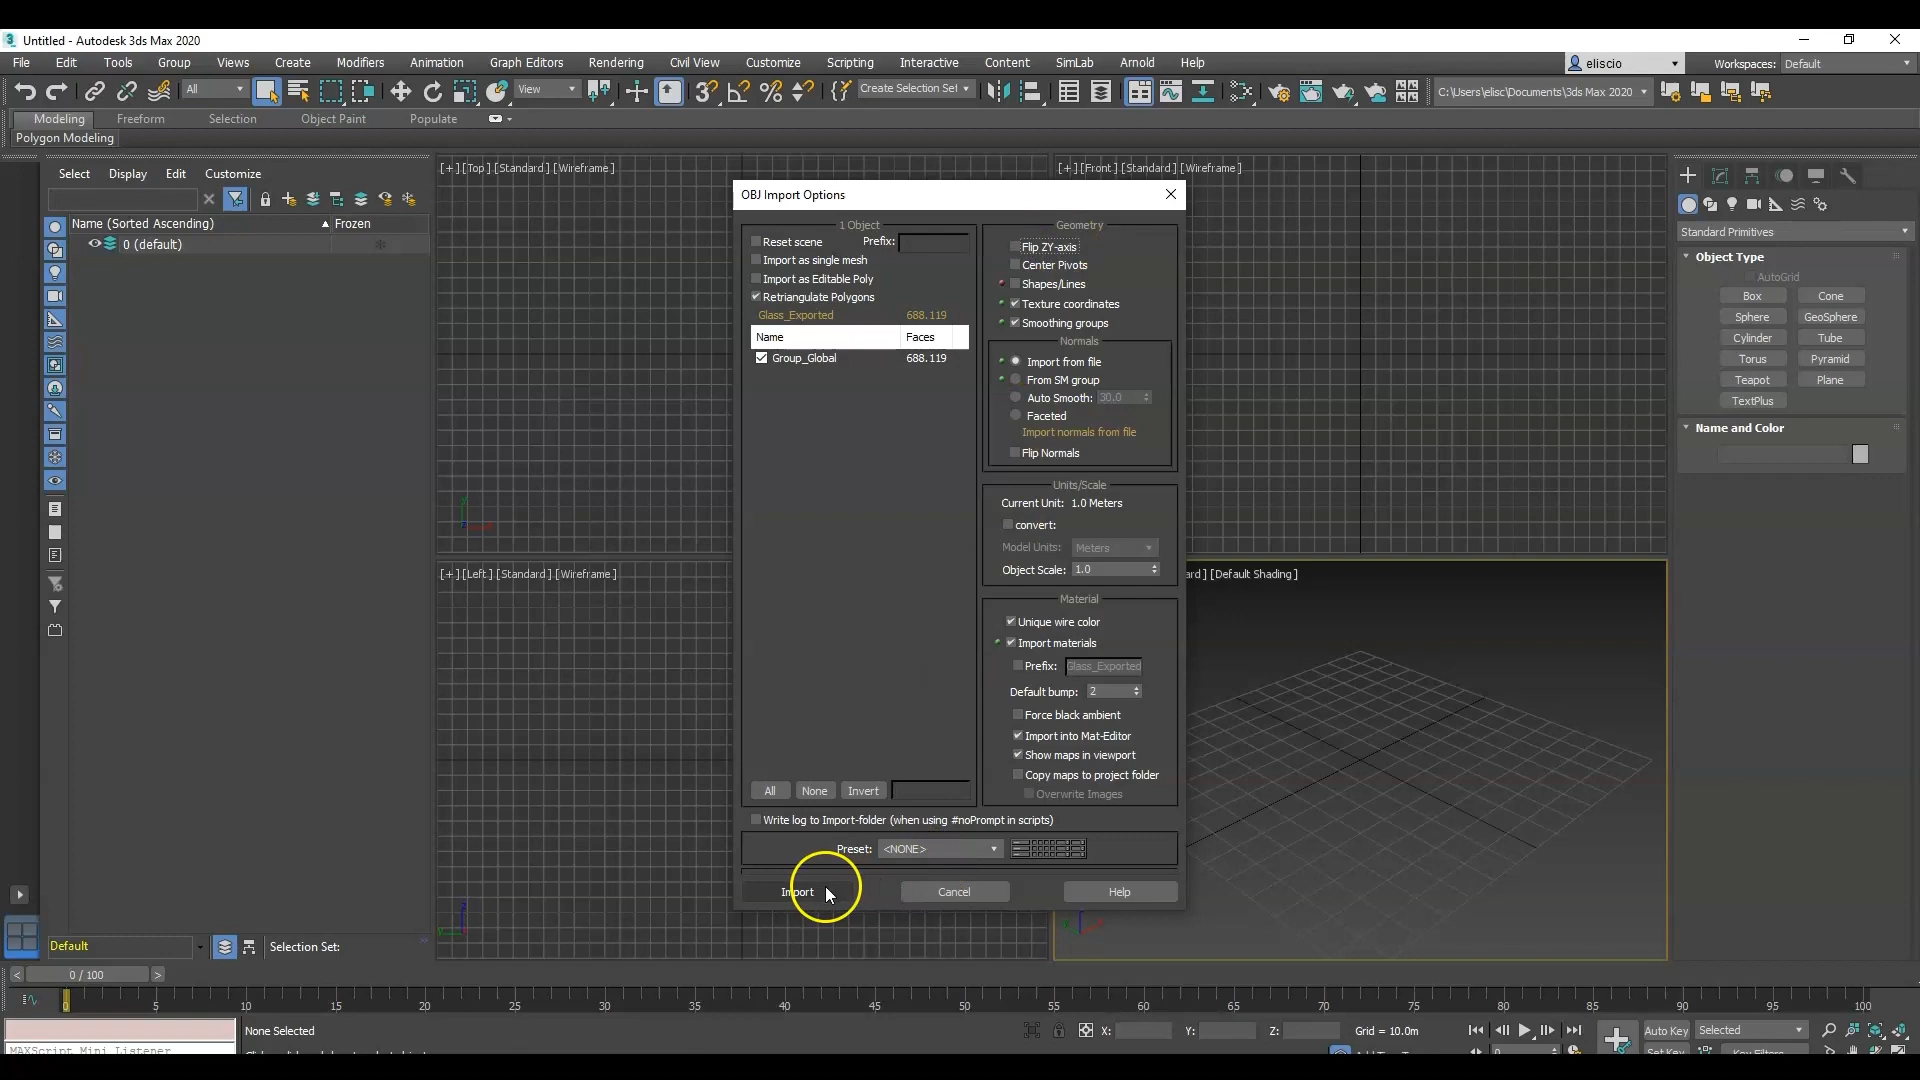 Untitled - Autodesk 3ds Max 2020
File Edit Tools Group Views Create Modifiers Animation Graph Editors Rendering Civil View Customize Scripting Interactive Content SimLab Arnold Help eliscio Workspaces: Default
All View Create Selection Set C:\Users\elisc\Documents\3ds Max 2020
Modeling Freeform Selection Object Paint Populate
Polygon Modeling
Select Display Edit Customize
Name (Sorted Ascending) Frozen
0 (default)
[+] [Top] [Standard] [Wireframe]
[+] [Front] [Standard] [Wireframe]
[+] [Left] [Standard] [Wireframe]
[Default Shading]
OBJ Import Options
1 Object
Reset scene Prefix:
Import as single mesh
Import as Editable Poly
Retriangulate Polygons
Glass_Exported 688.119
Name Faces
Group_Global 688.119
All None Invert
Geometry
Flip ZY-axis
Center Pivots
Shapes/Lines
Texture coordinates
Smoothing groups
Normals
Import from file
From SM group
Auto Smooth: 30.0
Faceted
Import normals from file
Flip Normals
Units/Scale
Current Unit: 1.0 Meters
convert:
Model Units: Meters
Object Scale: 1.0
Material
Unique wire color
Import materials
Prefix: Glass_Exported
Default bump: 2
Force black ambient
Import into Mat-Editor
Show maps in viewport
Copy maps to project folder
Overwrite Images
Write log to Import-folder (when using #noPrompt in scripts)
Preset: <NONE>
Import Cancel Help
Standard Primitives
Object Type
AutoGrid
Box Cone
Sphere GeoSphere
Cylinder Tube
Torus Pyramid
Teapot Plane
TextPlus
Name and Color
Default Selection Set:
0 / 100
0 5 10 15 20 25 30 35 40 45 50 55 60 65 70 75 80 85 90 95 100
None Selected X: Y: Z: Grid = 10.0m Auto Key Selected
MAXScript Mini Listener